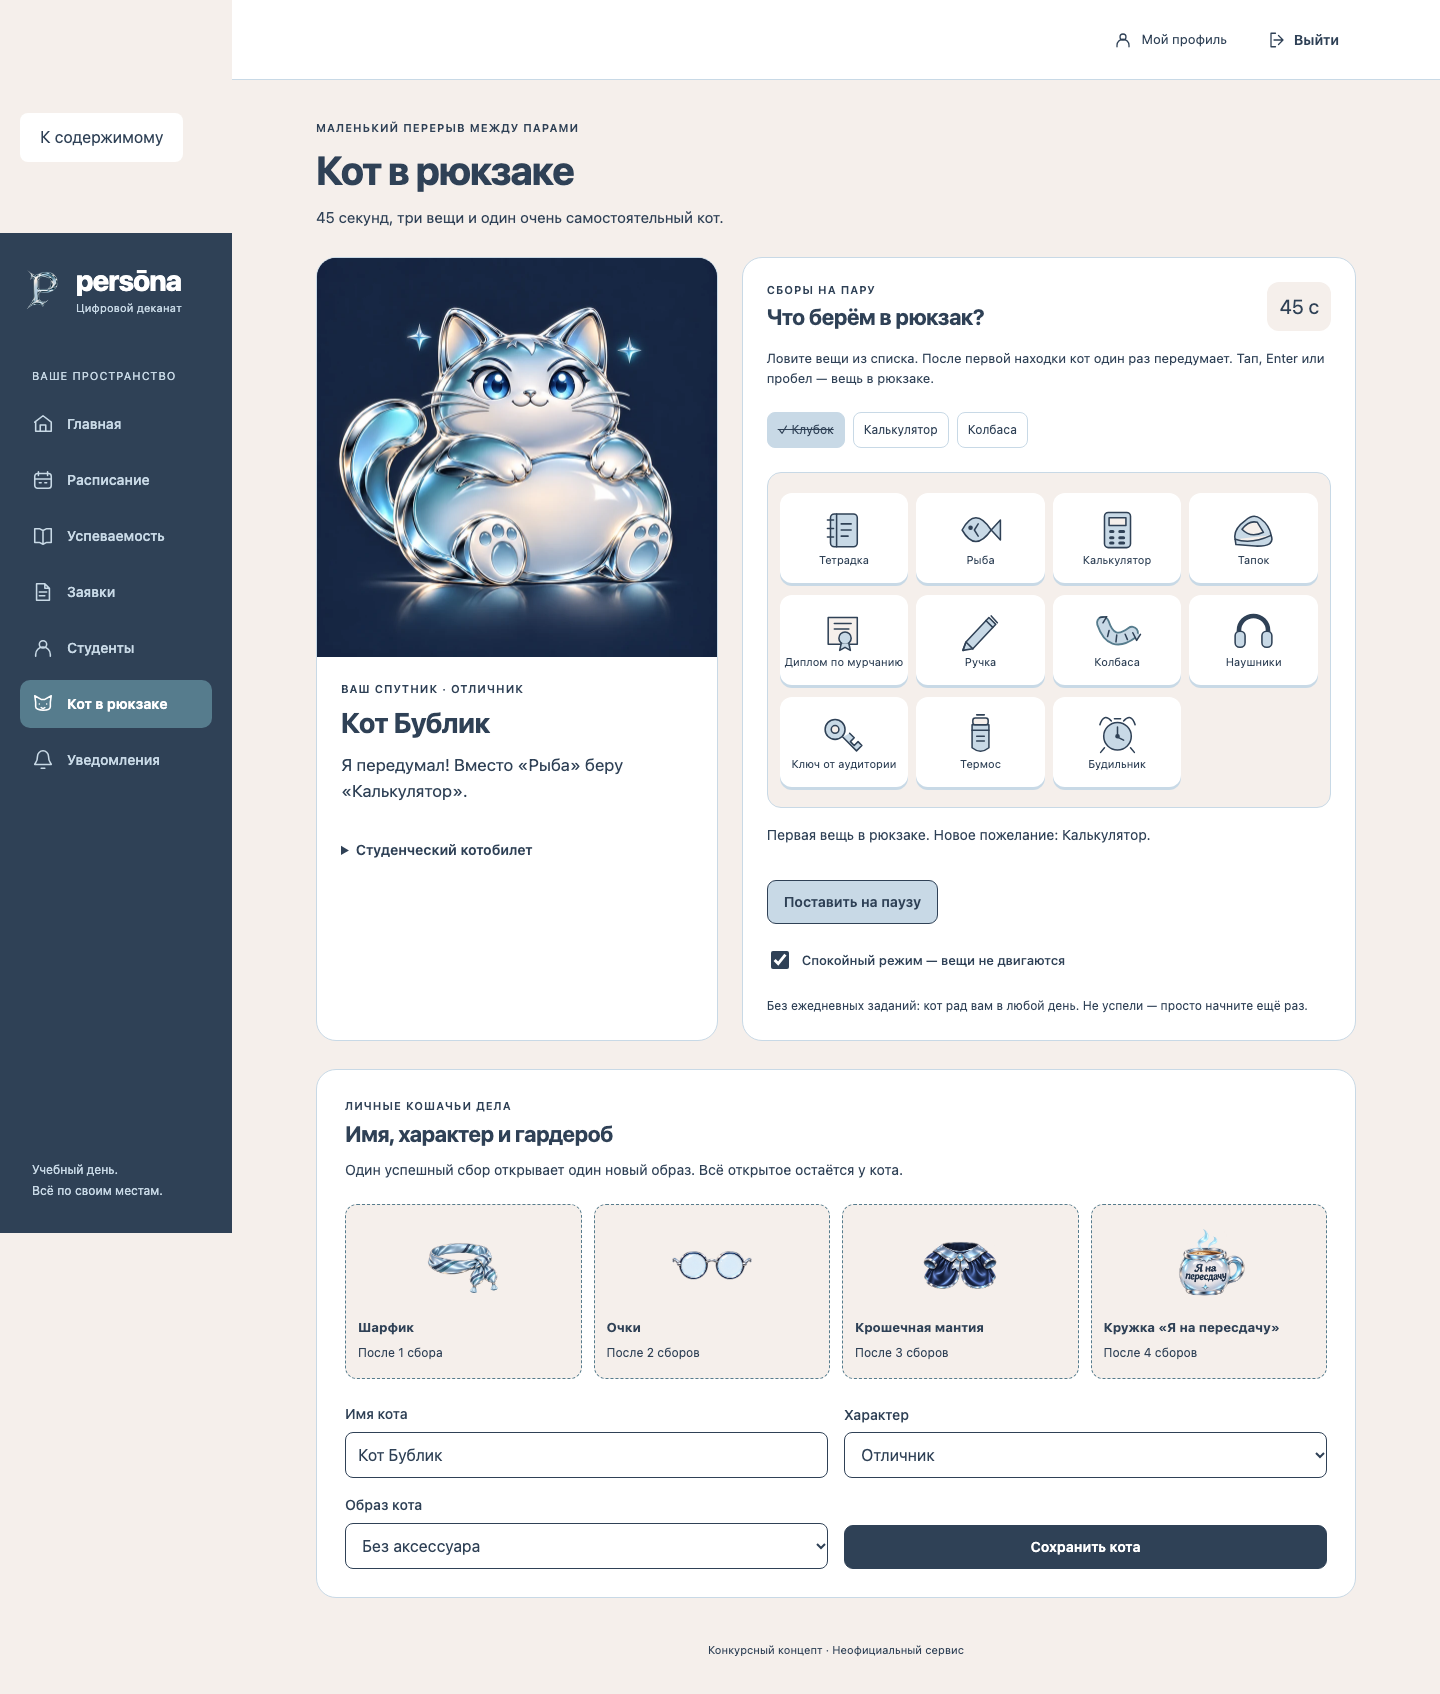 Мой профиль
Выйти
К содержимому
persōna
Цифровой деканат
ВАШЕ ПРОСТРАНСТВО
Главная
Расписание
Успеваемость
Заявки
Студенты
Кот в рюкзаке
Уведомления
Учебный день.
Всё по своим местам.
МАЛЕНЬКИЙ ПЕРЕРЫВ МЕЖДУ ПАРАМИ
Кот в рюкзаке
45 секунд, три вещи и один очень самостоятельный кот.
ВАШ СПУТНИК · ОТЛИЧНИК
Кот Бублик
Я передумал! Вместо «Рыба» беру
«Калькулятор».
Студенческий котобилет
СБОРЫ НА ПАРУ
Что берём в рюкзак?
45 с
Ловите вещи из списка. После первой находки кот один раз передумает. Тап, Enter или
пробел — вещь в рюкзаке.
✓ Клубок
Калькулятор
Колбаса
Тетрадка
Рыба
Калькулятор
Тапок
Диплом по мурчанию
Ручка
Колбаса
Наушники
Ключ от аудитории
Термос
Будильник
Первая вещь в рюкзаке. Новое пожелание: Калькулятор.
Поставить на паузу
Спокойный режим — вещи не двигаются
Без ежедневных заданий: кот рад вам в любой день. Не успели — просто начните ещё раз.
ЛИЧНЫЕ КОШАЧЬИ ДЕЛА
Имя, характер и гардероб
Один успешный сбор открывает один новый образ. Всё открытое остаётся у кота.
Шарфик
После 1 сбора
Очки
После 2 сборов
Крошечная мантия
После 3 сборов
Я на
пересдачу
Кружка «Я на пересдачу»
После 4 сборов
Имя кота
Кот Бублик
Характер
Отличник
Образ кота
Без аксессуара
Сохранить кота
Конкурсный концепт · Неофициальный сервис